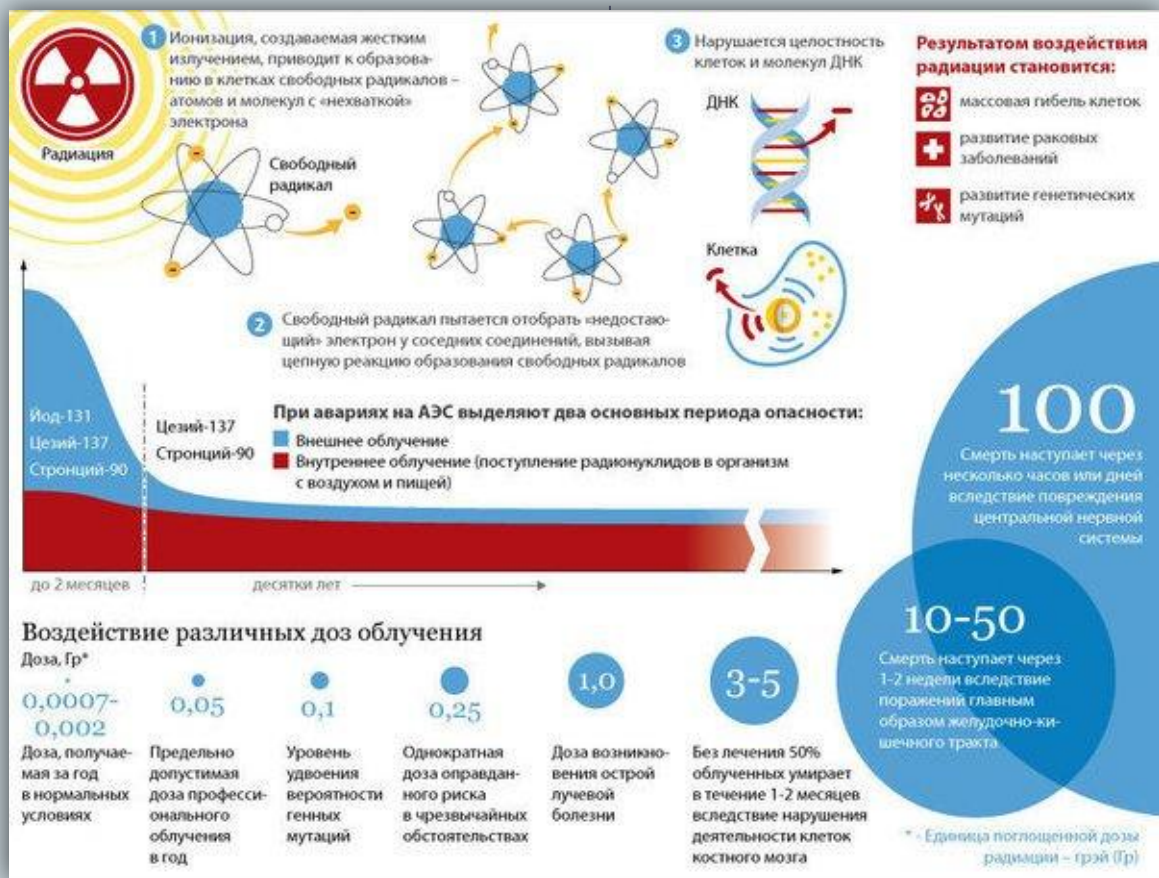 Радиация
1 Ионизация, создаваемая жестким
излучением, приводит к образова-
нию в клетках свободных радикалов –
атомов и молекул с «нехваткой»
электрона
Свободный
радикал
2 Свободный радикал пытается отобрать «недостаю-
щий» электрон у соседних соединений, вызывая
цепную реакцию образования свободных радикалов
3 Нарушается целостность
клеток и молекул ДНК
ДНК
Клетка
Результатом воздействия
радиации становится:
массовая гибель клеток
развитие раковых
заболеваний
развитие генетических
мутаций
Йод-131
Цезий-137
Стронций-90
Цезий-137
Стронций-90
При авариях на АЭС выделяют два основных периода опасности:
Внешнее облучение
Внутреннее облучение (поступление радионуклидов в организм
с воздухом и пищей)
до 2 месяцев
десятки лет
Воздействие различных доз облучения
Доза, Гр*
0,0007-
0,002
Доза, получае-
мая за год
в нормальных
условиях
0,05
Предельно
допустимая
доза професси-
онального
облучения
в год
0,1
Уровень
удвоения
вероятности
генных
мутаций
0,25
Однократная
доза оправдан-
ного риска
в чрезвычайных
обстоятельствах
1,0
Доза возникно-
вения острой
лучевой
болезни
3-5
Без лечения 50%
облученных умирает
в течение 1-2 месяцев
вследствие нарушения
деятельности клеток
костного мозга
10-50
Смерть наступает через
1-2 недели вследствие
поражений главным
образом желудочно-ки-
шечного тракта
100
Смерть наступает через
несколько часов или дней
вследствие повреждения
центральной нервной
системы
* - Единица поглощенной дозы
радиации – грэй (Гр)